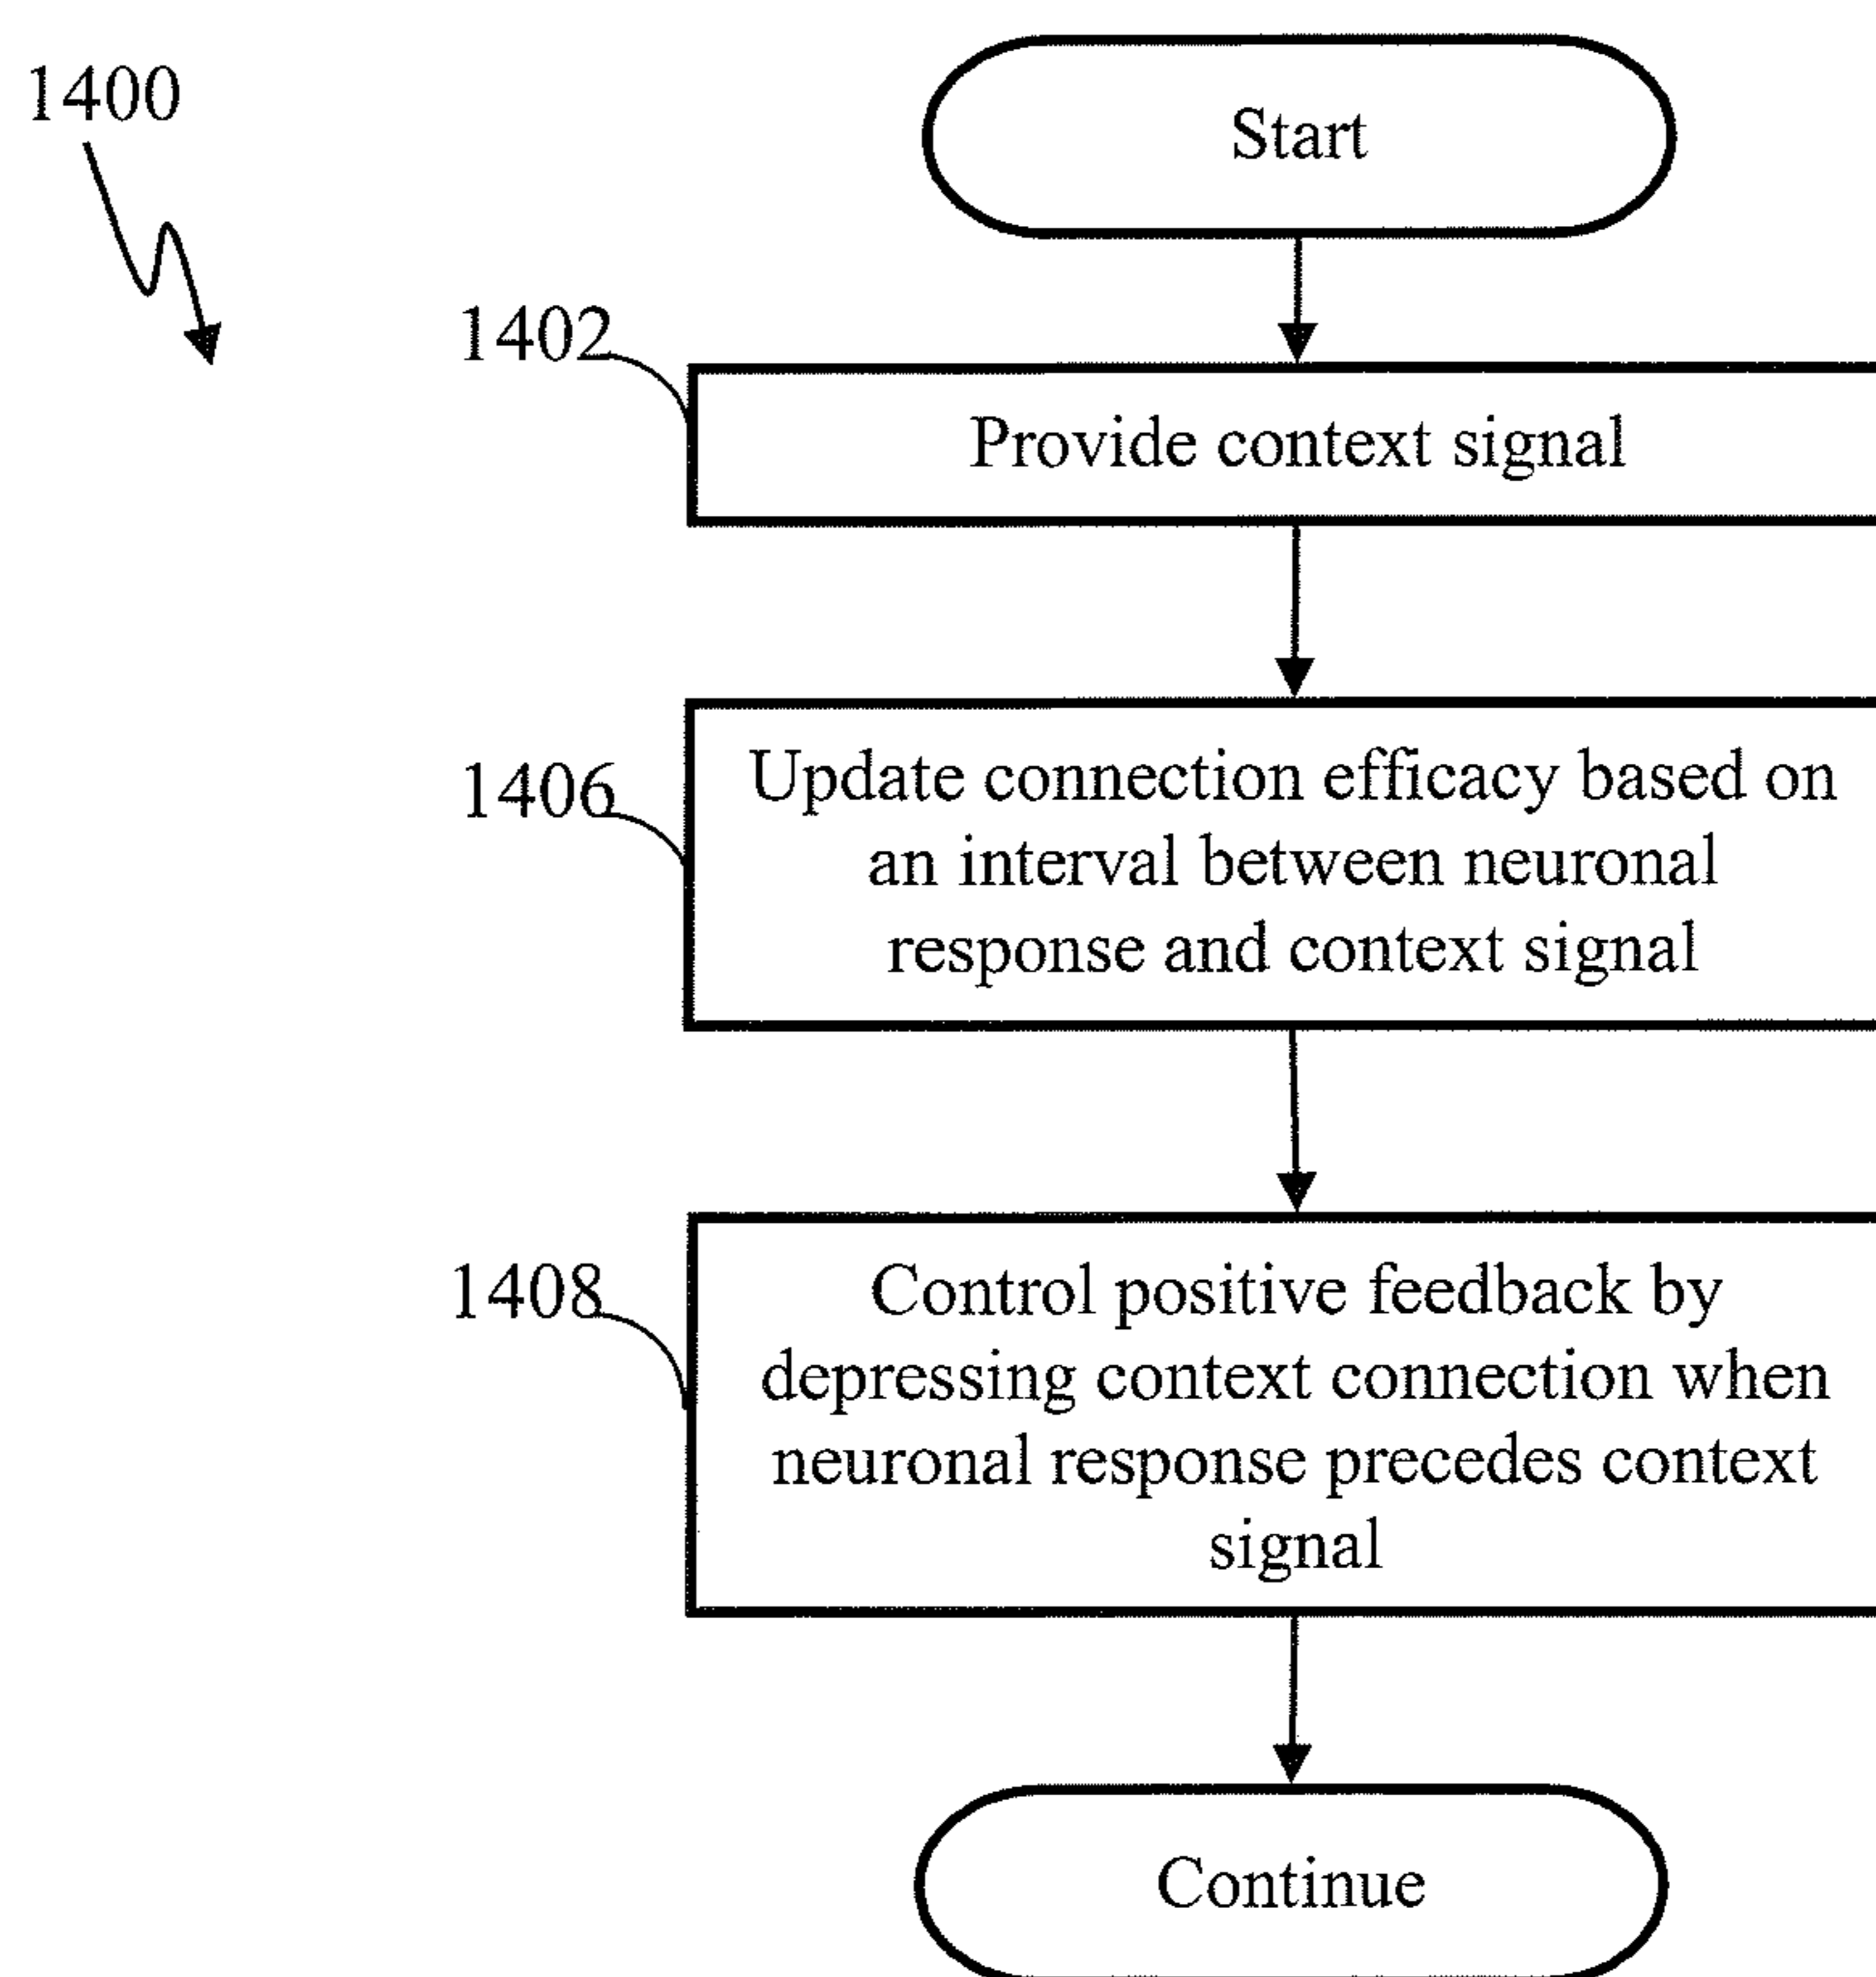 1400
Start
1402
Provide context signal
1406
Update connection efficacy based on
an interval between neuronal
response and context signal
1408
Control positive feedback by
depressing context connection when
neuronal response precedes context
signal
Continue